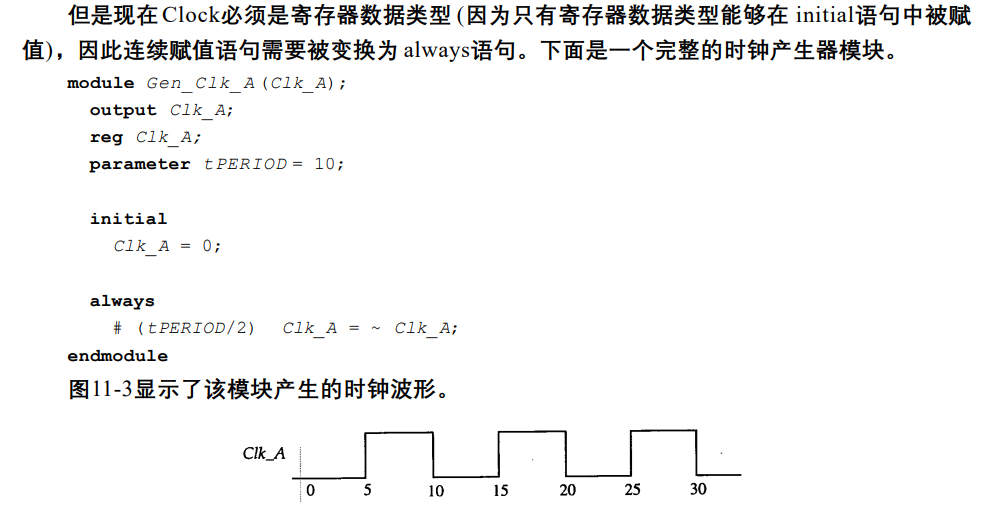 但是现在Clock必须是寄存器数据类型(因为只有寄存器数据类型能够在 initial语句中被赋
值)，因此连续赋值语句需要被变换为 always语句。下面是一个完整的时钟产生器模块。
module Gen_Clk_A (Clk_A);
output Clk_A;
reg Clk_A;
parameter tPERIOD = 10;
initial
Clk_A = 0;
always
# (tPERIOD/2) Clk_A = ~ Clk_A;
endmodule
图11-3显示了该模块产生的时钟波形。
Clk_A
0 5 10 15 20 25 30